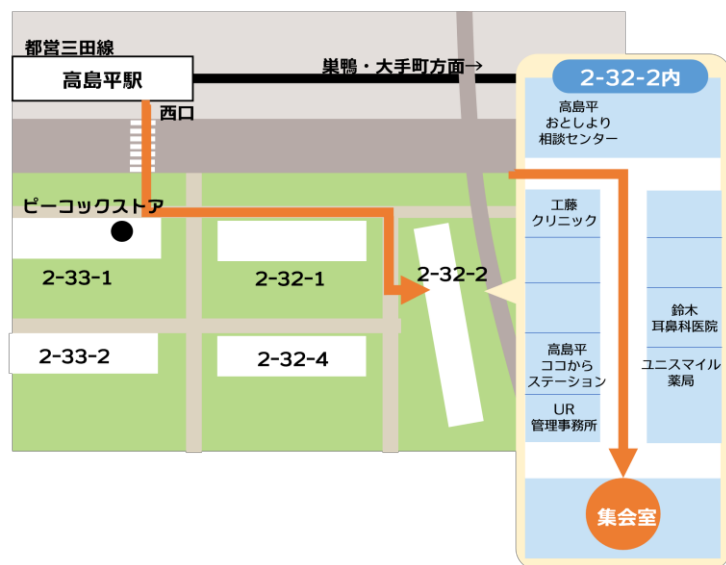 都営三田線
高島平駅
巣鴨・大手町方面→
西口
ピーコックストア
2-33-1
2-32-1
2-32-2
2-33-2
2-32-4
2-32-2内
高島平
おとしより
相談センター
工藤
クリニック
鈴木
耳鼻科医院
高島平
ココから
ステーション
ユニスマイル
薬局
UR
管理事務所
集会室